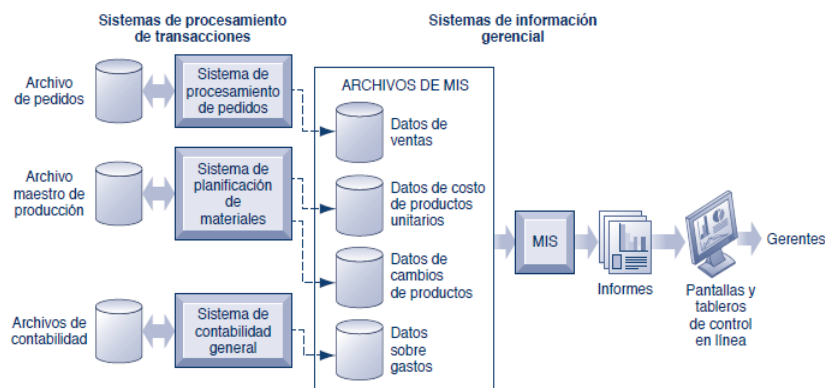 Sistemas de procesamiento
de transacciones
Sistemas de información
gerencial
Archivo
de pedidos
Sistema de
procesamiento
de pedidos
ARCHIVOS DE MIS
Datos de
ventas
Archivo
maestro de
producción
Sistema de
planificación
de
materiales
Datos de costo
de productos
unitarios
Datos de
cambios
de productos
Archivos de
contabilidad
Sistema de
contabilidad
general
Datos
sobre
gastos
MIS
Informes
Pantallas y
tableros
de control
en línea
Gerentes